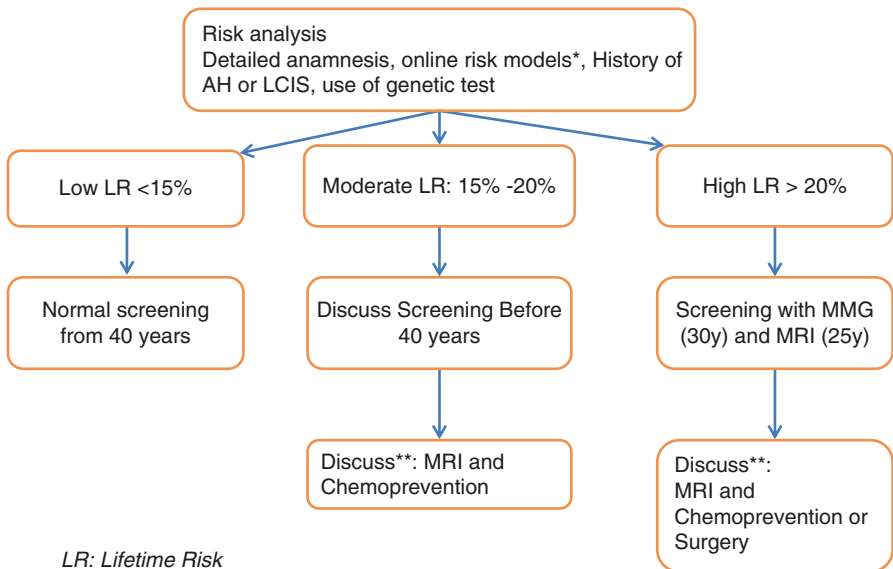 Risk analysis
Detailed anamnesis, online risk models*, History of
AH or LCIS, use of genetic test
Low LR <15%
Moderate LR: 15% -20%
High LR > 20%
Normal screening
from 40 years
Discuss Screening Before
40 years
Screening with MMG
(30y) and MRI (25y)
Discuss**: MRI and
Chemoprevention
Discuss**:
MRI and
Chemoprevention or
Surgery
LR: Lifetime Risk